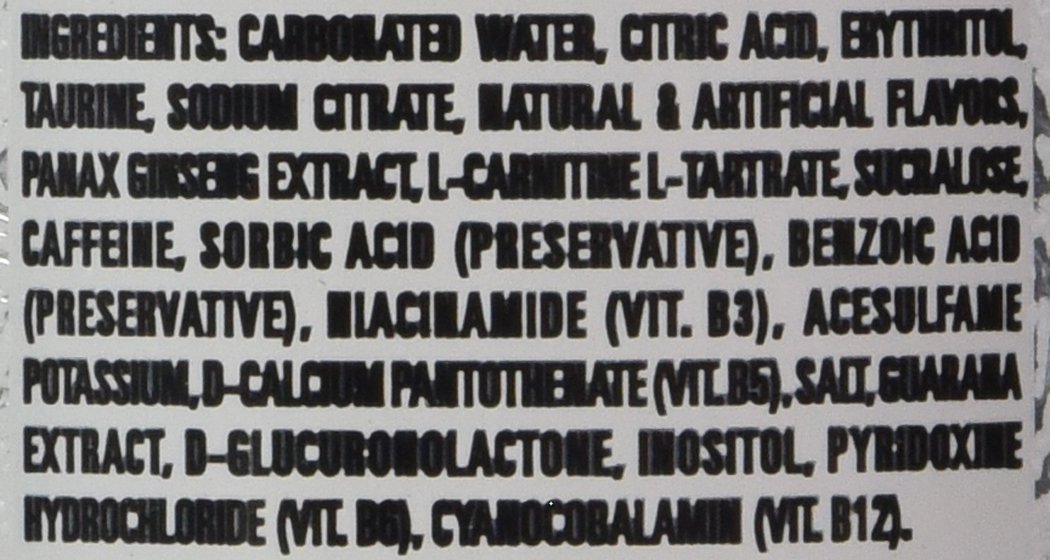 INGREDIENTS: CARBONATED WATER, CITRIC ACID, ERYTHRITOL,
TAURINE, SODIUM CITRATE, NATURAL & ARTIFICIAL FLAVORS,
PANAX GINSENG EXTRACT, L-CARNITINE L-TARTRATE, SUCRALOSE,
CAFFEINE, SORBIC ACID (PRESERVATIVE), BENZOIC ACID
(PRESERVATIVE), NIACINAMIDE (VIT. B3), ACESULFAME
POTASSIUM, D-CALCIUM PANTOTHENATE (VIT.B5), SALT, GUARANA
EXTRACT, D-GLUCURONOLACTONE, INOSITOL, PYRIDOXINE
HYDROCHLORIDE (VIT. B6), CYANOCOBALAMIN (VIT. B12).